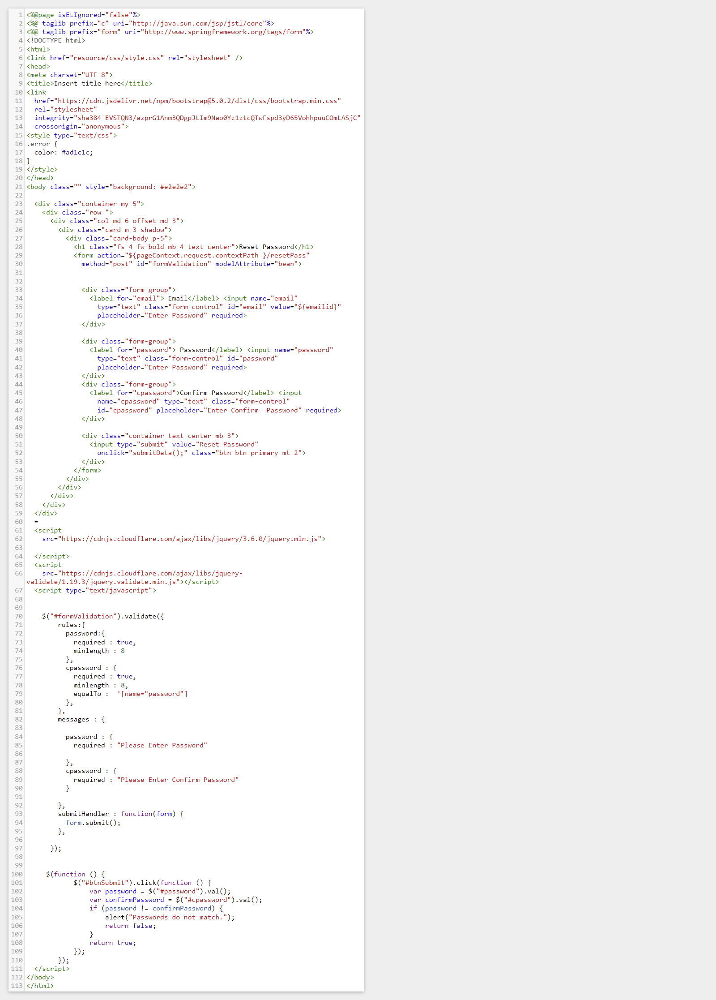 1 <%@page isELIgnored="false"%>
2 <%@ taglib prefix="c" uri="http://java.sun.com/jsp/jstl/core"%>
3 <%@ taglib prefix="form" uri="http://www.springframework.org/tags/form"%>
4 <!DOCTYPE html>
5 <html>
6 <link href="resource/css/style.css" rel="stylesheet" />
7 <head>
8 <meta charset="UTF-8">
9 <title>Insert title here</title>
10 <link
11   href="https://cdn.jsdelivr.net/npm/bootstrap@5.0.2/dist/css/bootstrap.min.css"
12   rel="stylesheet"
13   integrity="sha384-EVSTQN3/azprG1Anm3QDgpJLIm9Nao0Yz1ztcQTwFspd3yD65VohhpuuCOmLASjC"
14   crossorigin="anonymous">
15 <style type="text/css">
16 .error {
17   color: #ad1c1c;
18 }
19 </style>
20 </head>
21 <body class="" style="background: #e2e2e2">
22
23   <div class="container my-5">
24     <div class="row ">
25       <div class="col-md-6 offset-md-3">
26         <div class="card m-3 shadow">
27           <div class="card-body p-5">
28             <h1 class="fs-4 fw-bold mb-4 text-center">Reset Password</h1>
29             <form action="${pageContext.request.contextPath }/resetPass"
30               method="post" id="formValidation" modelAttribute="bean">
31
32
33               <div class="form-group">
34                 <label for="email"> Email</label> <input name="email"
35                   type="text" class="form-control" id="email" value="${emailid}"
36                   placeholder="Enter Password" required>
37               </div>
38
39               <div class="form-group">
40                 <label for="password"> Password</label> <input name="password"
41                   type="text" class="form-control" id="password"
42                   placeholder="Enter Password" required>
43               </div>
44               <div class="form-group">
45                 <label for="cpassword">Confirm Password</label> <input
46                   name="cpassword" type="text" class="form-control"
47                   id="cpassword" placeholder="Enter Confirm  Password" required>
48               </div>
49
50               <div class="container text-center mb-3">
51                 <input type="submit" value="Reset Password"
52                   onclick="submitData();" class="btn btn-primary mt-2">
53               </div>
54             </form>
55           </div>
56         </div>
57       </div>
58     </div>
59   </div>
60   =
61   <script
62     src="https://cdnjs.cloudflare.com/ajax/libs/jquery/3.6.0/jquery.min.js">
63
64   </script>
65   <script
66     src="https://cdnjs.cloudflare.com/ajax/libs/jquery-
validate/1.19.3/jquery.validate.min.js"></script>
67   <script type="text/javascript">
68
69
70     $("#formValidation").validate({
71         rules:{
72           password:{
73             required : true,
74             minlength : 8
75           },
76           cpassword : {
77             required : true,
78             minlength : 8,
79             equalTo :  '[name="password"]
80           },
81         },
82         messages : {
83
84           password : {
85             required : "Please Enter Password"
86
87           },
88           cpassword : {
89             required : "Please Enter Confirm Password"
90           }
91
92         },
93         submitHandler : function(form) {
94           form.submit();
95         },
96
97       });
98
99
100      $(function () {
101             $("#btnSubmit").click(function () {
102                 var password = $("#password").val();
103                 var confirmPassword = $("#cpassword").val();
104                 if (password != confirmPassword) {
105                     alert("Passwords do not match.");
106                     return false;
107                 }
108                 return true;
109             });
110         });
111   </script>
112 </body>
113 </html>